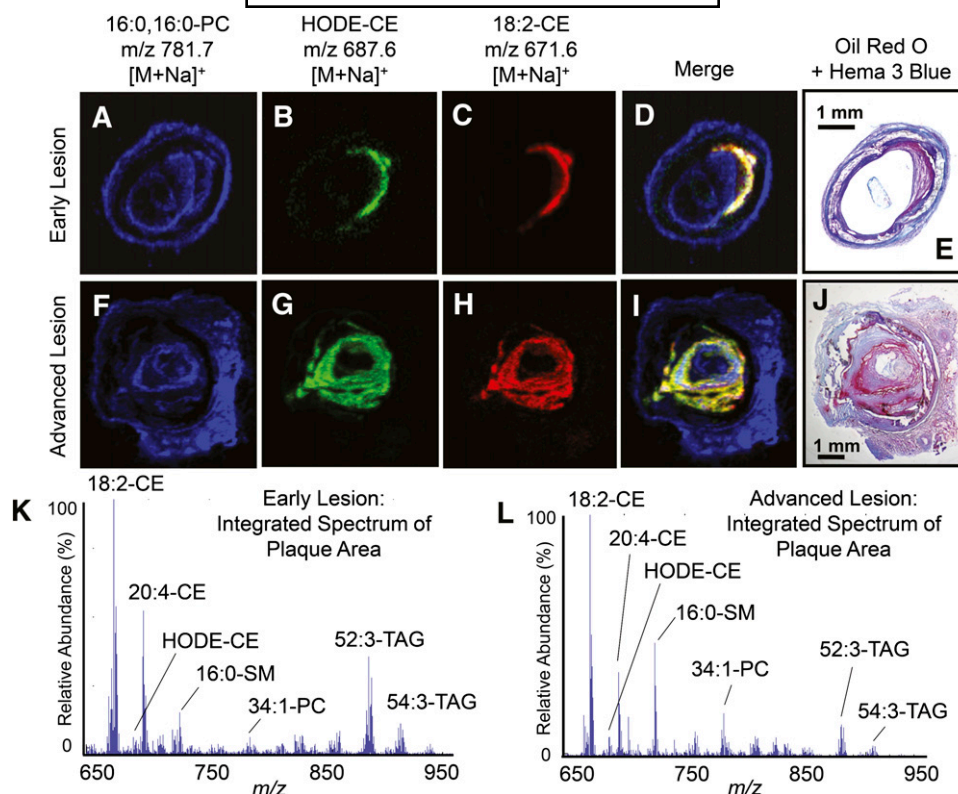 16:0,16:0-PC
m/z 781.7
[M+Na]+
HODE-CE
m/z 687.6
[M+Na]+
18:2-CE
m/z 671.6
[M+Na]+
Merge
Oil Red O
+ Hema 3 Blue
Early Lesion
A
B
C
D
1 mm
E
Advanced Lesion
F
G
H
I
J
1 mm
K
18:2-CE
Early Lesion:
Integrated Spectrum of
Plaque Area
100
Relative Abundance (%)
0
20:4-CE
HODE-CE
16:0-SM
34:1-PC
52:3-TAG
54:3-TAG
650
750
850
950
m/z
L
18:2-CE
Advanced Lesion:
Integrated Spectrum of
Plaque Area
100
Relative Abundance (%)
0
20:4-CE
HODE-CE
16:0-SM
34:1-PC
52:3-TAG
54:3-TAG
650
750
850
950
m/z